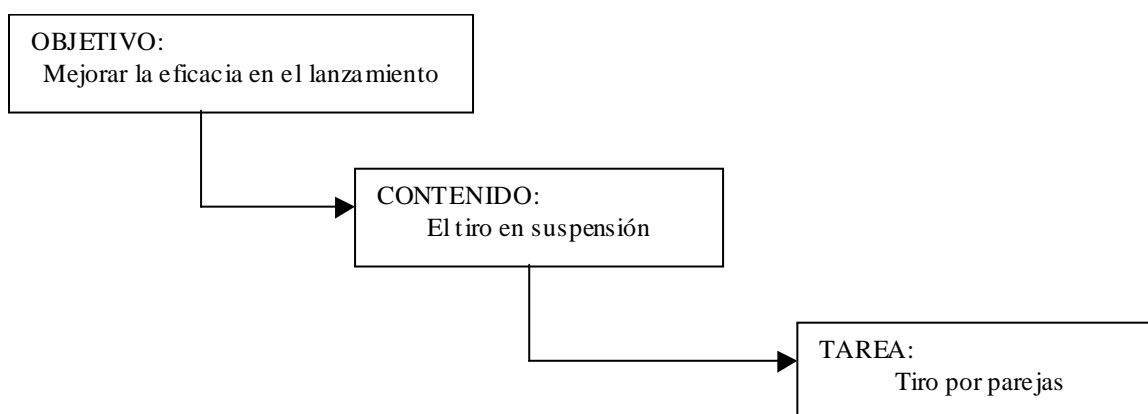 OBJETIVO:
Mejorar la eficacia en el lanzamiento
CONTENIDO:
El tiro en suspensión
TAREA:
Tiro por parejas